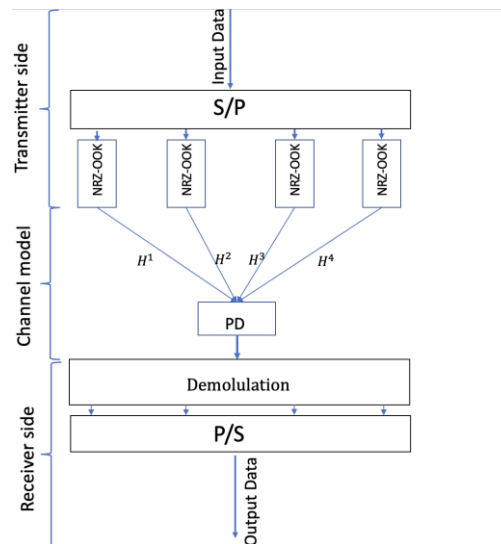 Transmitter side
Input Data
S/P
NRZ-OOK
NRZ-OOK
NRZ-OOK
NRZ-OOK
Channel model
H¹
H²
H³
H⁴
PD
Receiver side
Demolulation
P/S
Output Data